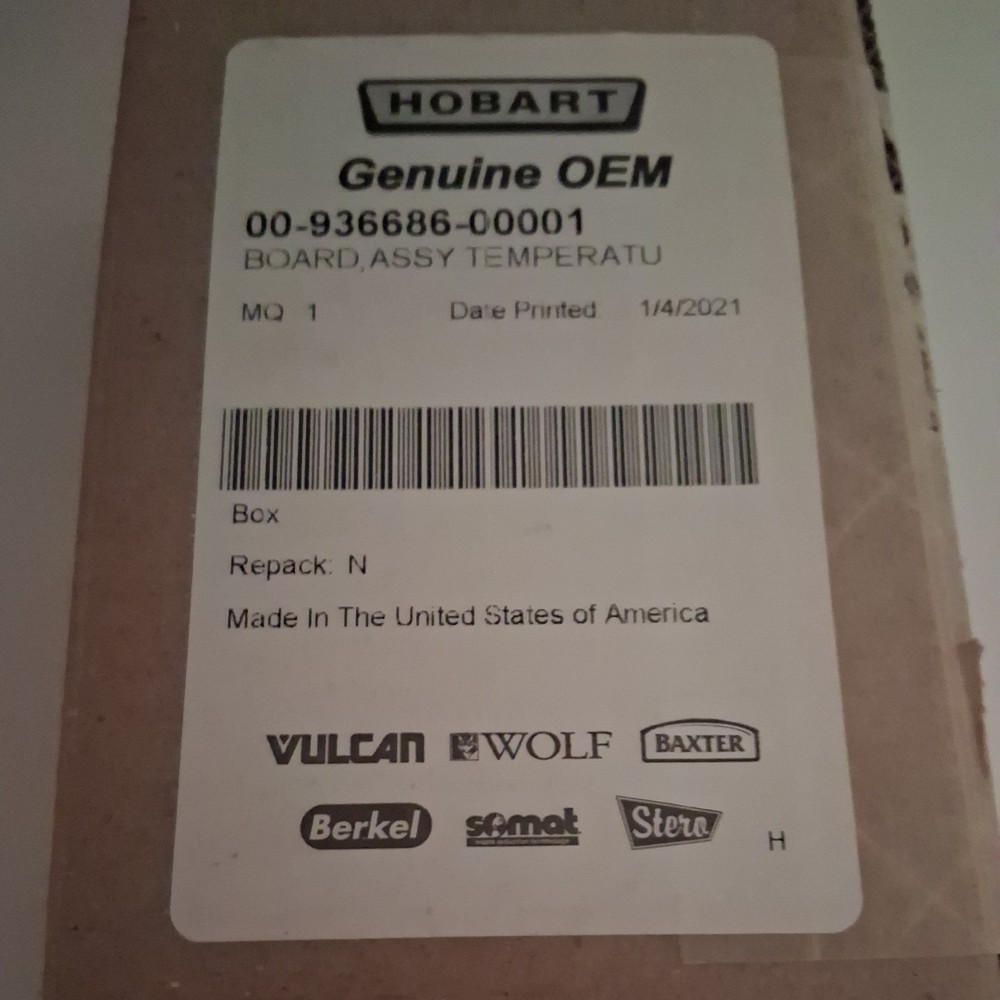 HOBART
Genuine OEM
00-936686-00001
BOARD,ASSY TEMPERATU
MQ 1 Date Printed 1/4/2021
Box
Repack: N
Made In The United States of America
VULCAN WOLF BAXTER
Berkel somat Stero H